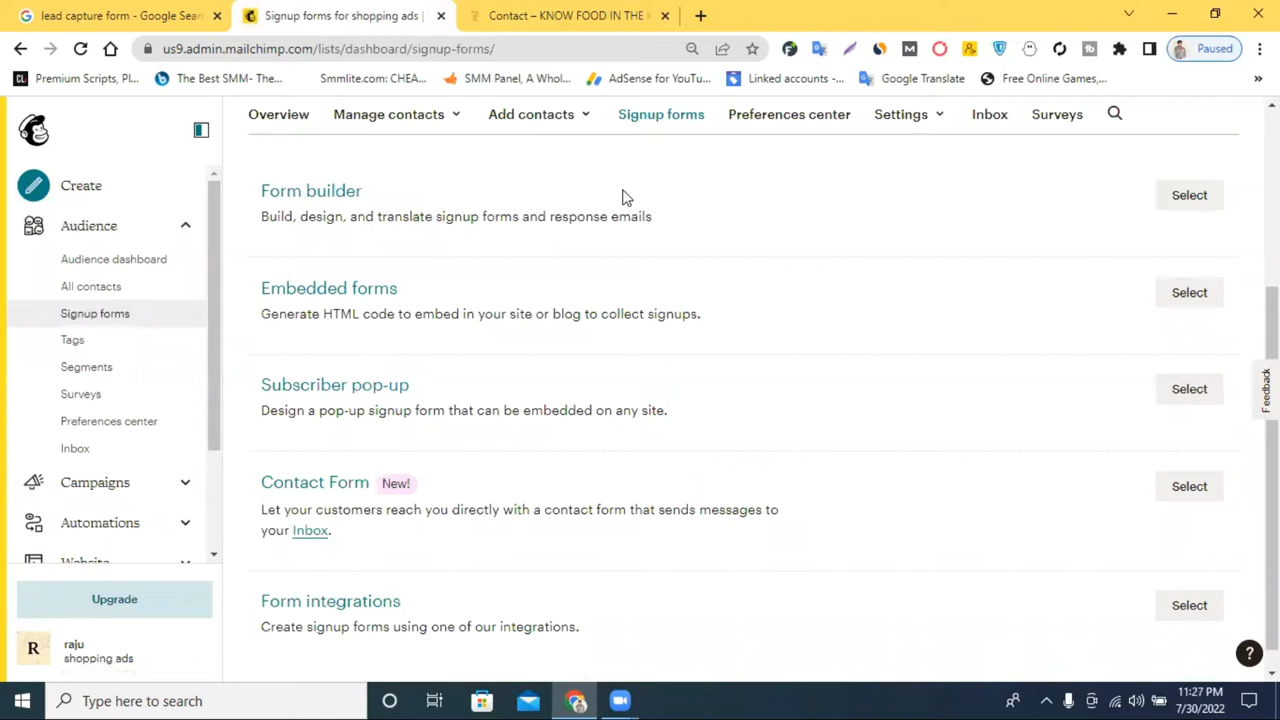 lead capture form - Google Sear
Signup forms for shopping ads |
Contact – KNOW FOOD IN THE
us9.admin.mailchimp.com/lists/dashboard/signup-forms/
Paused
Premium Scripts, Pl...
The Best SMM- The...
Smmlite.com: CHEA...
SMM Panel, A Whol...
AdSense for YouTu...
Linked accounts -...
Google Translate
Free Online Games,...
»
Overview
Manage contacts
Add contacts
Signup forms
Preferences center
Settings
Inbox
Surveys
Create
Audience
Audience dashboard
All contacts
Signup forms
Tags
Segments
Surveys
Preferences center
Inbox
Campaigns
Automations
Website
Upgrade
R
raju
shopping ads
Form builder
Build, design, and translate signup forms and response emails
Select
Embedded forms
Generate HTML code to embed in your site or blog to collect signups.
Select
Subscriber pop-up
Design a pop-up signup form that can be embedded on any site.
Select
Contact Form New!
Let your customers reach you directly with a contact form that sends messages to
your Inbox.
Select
Form integrations
Create signup forms using one of our integrations.
Select
Feedback
?
Type here to search
11:27 PM
7/30/2022